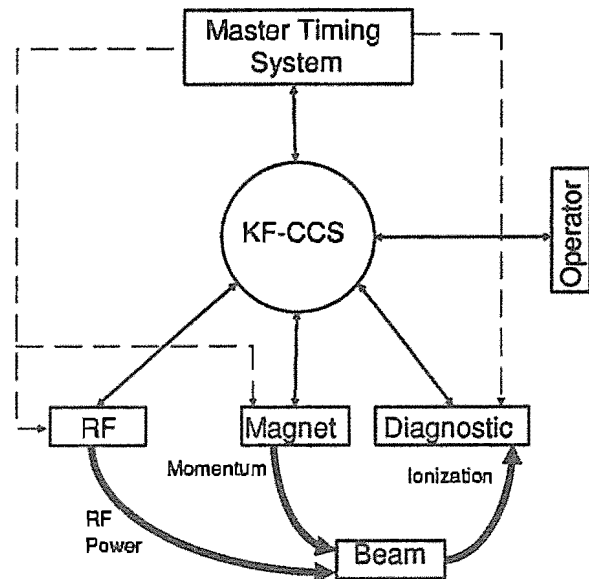 Master Timing
System
KF-CCS
Operator
RF
Magnet
Diagnostic
Momentum
Ionization
RF
Power
Beam